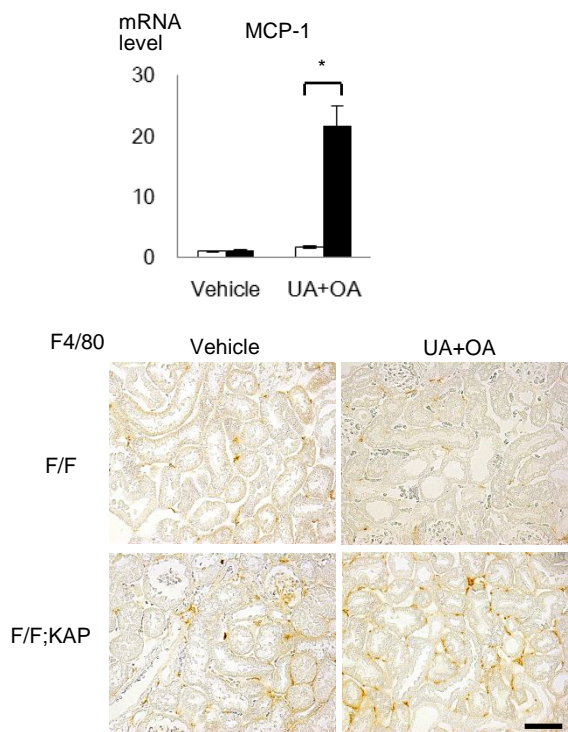 mRNA
level
MCP-1
*
30
20
10
0
Vehicle
UA+OA
F4/80
Vehicle
UA+OA
F/F
F/F;KAP